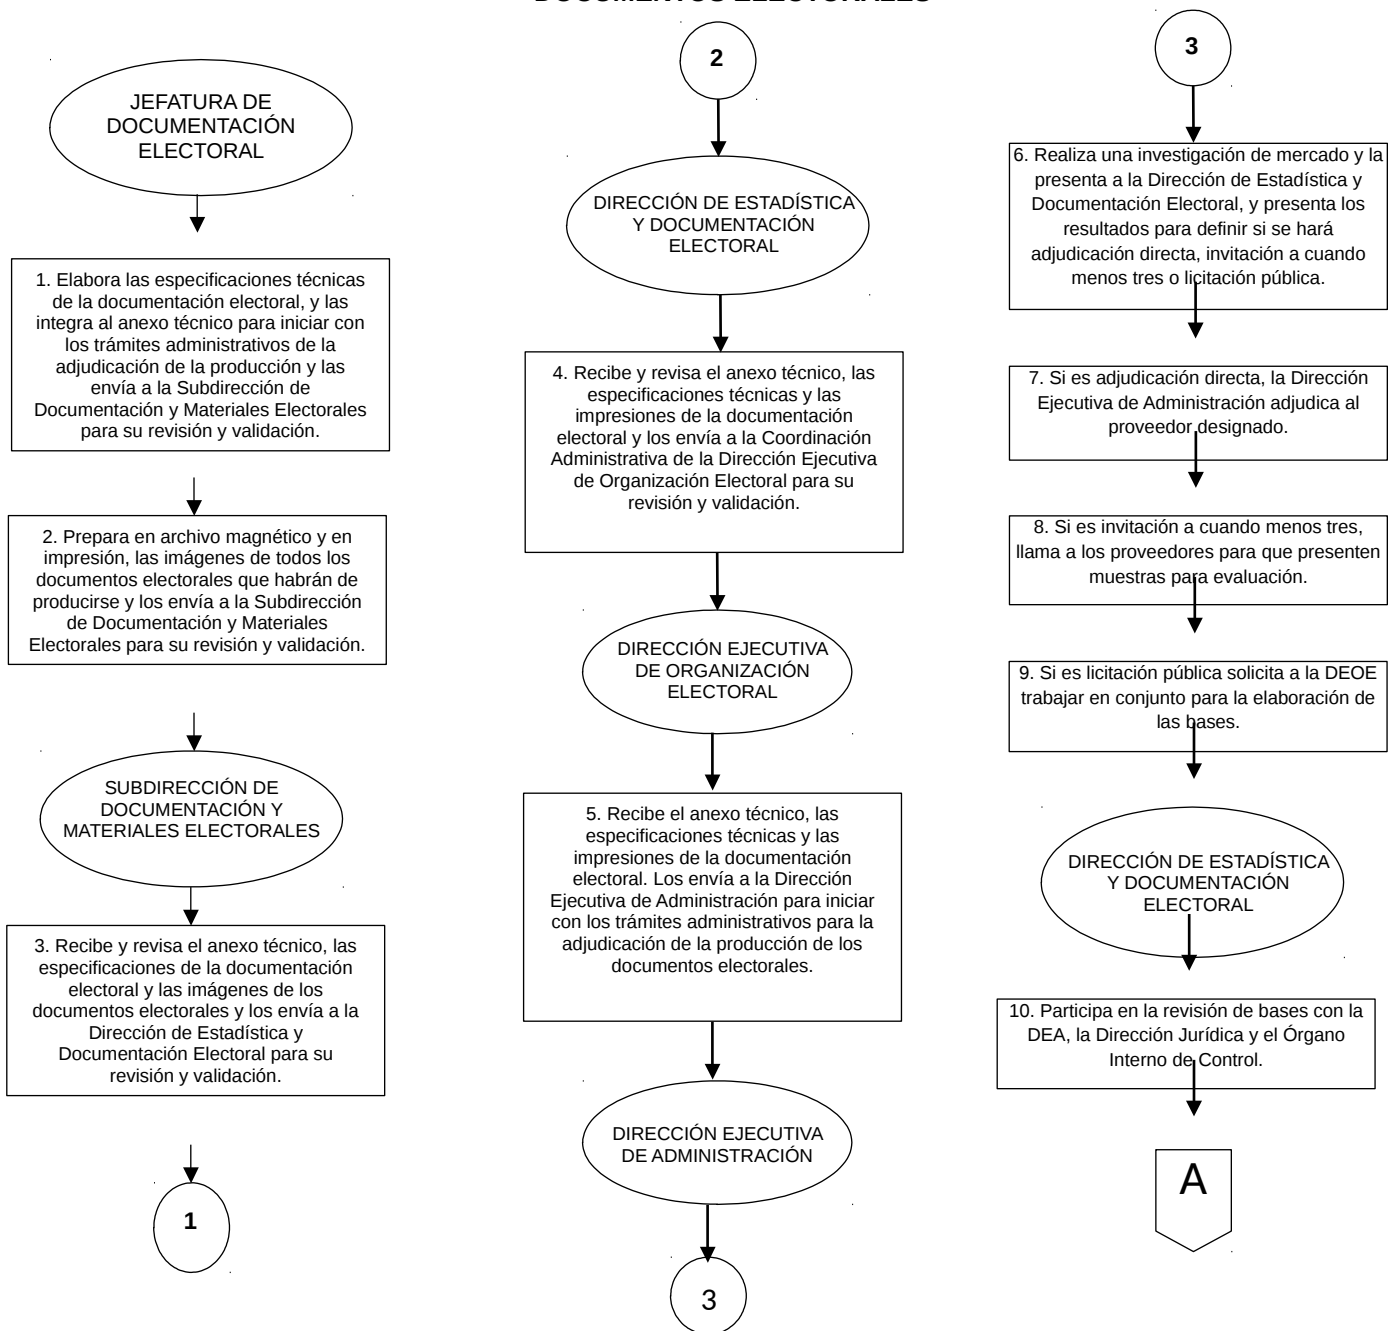 DOCUMENTOS ELECTORALES
JEFATURA DE
DOCUMENTACIÓN
ELECTORAL
1. Elabora las especificaciones técnicas
de la documentación electoral, y las
integra al anexo técnico para iniciar con
los trámites administrativos de la
adjudicación de la producción y las
envía a la Subdirección de
Documentación y Materiales Electorales
para su revisión y validación.
2. Prepara en archivo magnético y en
impresión, las imágenes de todos los
documentos electorales que habrán de
producirse y los envía a la Subdirección
de Documentación y Materiales
Electorales para su revisión y validación.
SUBDIRECCIÓN DE
DOCUMENTACIÓN Y
MATERIALES ELECTORALES
3. Recibe y revisa el anexo técnico, las
especificaciones de la documentación
electoral y las imágenes de los
documentos electorales y los envía a la
Dirección de Estadística y
Documentación Electoral para su
revisión y validación.
1
2
DIRECCIÓN DE ESTADÍSTICA
Y DOCUMENTACIÓN
ELECTORAL
4. Recibe y revisa el anexo técnico, las
especificaciones técnicas y las
impresiones de la documentación
electoral y los envía a la Coordinación
Administrativa de la Dirección Ejecutiva
de Organización Electoral para su
revisión y validación.
DIRECCIÓN EJECUTIVA
DE ORGANIZACIÓN
ELECTORAL
5. Recibe el anexo técnico, las
especificaciones técnicas y las
impresiones de la documentación
electoral. Los envía a la Dirección
Ejecutiva de Administración para iniciar
con los trámites administrativos para la
adjudicación de la producción de los
documentos electorales.
DIRECCIÓN EJECUTIVA
DE ADMINISTRACIÓN
3
3
6. Realiza una investigación de mercado y la
presenta a la Dirección de Estadística y
Documentación Electoral, y presenta los
resultados para definir si se hará
adjudicación directa, invitación a cuando
menos tres o licitación pública.
7. Si es adjudicación directa, la Dirección
Ejecutiva de Administración adjudica al
proveedor designado.
8. Si es invitación a cuando menos tres,
llama a los proveedores para que presenten
muestras para evaluación.
9. Si es licitación pública solicita a la DEOE
trabajar en conjunto para la elaboración de
las bases.
DIRECCIÓN DE ESTADÍSTICA
Y DOCUMENTACIÓN
ELECTORAL
10. Participa en la revisión de bases con la
DEA, la Dirección Jurídica y el Órgano
Interno de Control.
A